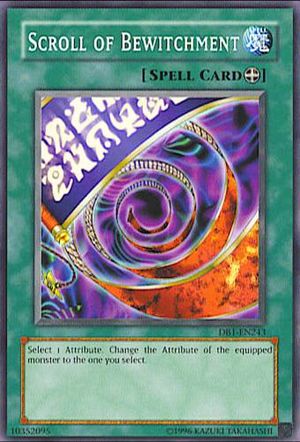 SCROLL OF BEWITCHMENT
[SPELL CARD]
DB1-EN243
Select 1 Attribute. Change the Attribute of the equipped
monster to the one you select.
10352095
©1996 KAZUKI TAKAHASHI